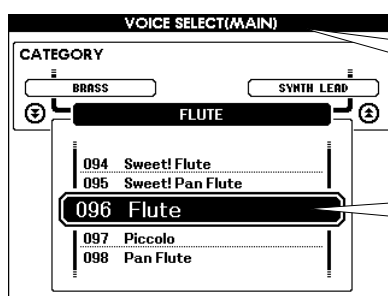 VOICE SELECT(MAIN)
CATEGORY
BRASS
SYNTH LEAD
FLUTE
094 Sweet! Flute
095 Sweet! Pan Flute
096 Flute
097 Piccolo
098 Pan Flute